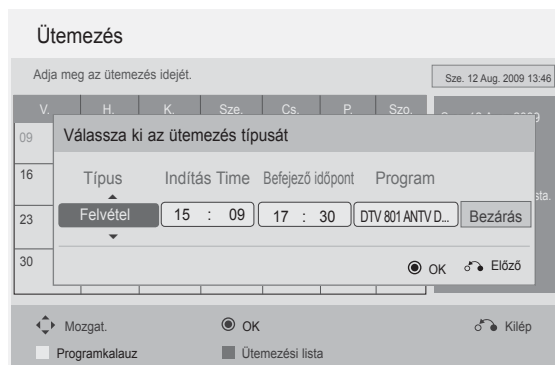 Ütemezés
Adja meg az ütemezés idejét.
Sze. 12 Aug. 2009 13:46
V. H. K. Sze. Cs. P. Szo.
09
Válassza ki az ütemezés típusát
16
Típus Indítás Time Befejező időpont Program
sta.
23 Felvétel 15 : 09 17 : 30 DTV 801 ANTV D... Bezárás
30
OK Előző
Mozgat. OK Kilép
Programkalauz Ütemezési lista